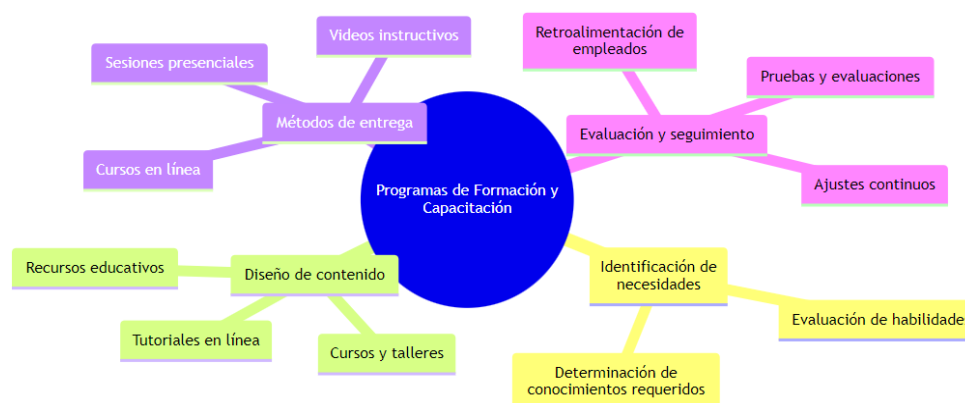 Programas de Formación y
Capacitación
Métodos de entrega
Videos instructivos
Sesiones presenciales
Cursos en línea
Evaluación y seguimiento
Retroalimentación de
empleados
Pruebas y evaluaciones
Ajustes continuos
Diseño de contenido
Recursos educativos
Tutoriales en línea
Cursos y talleres
Identificación de
necesidades
Evaluación de habilidades
Determinación de
conocimientos requeridos